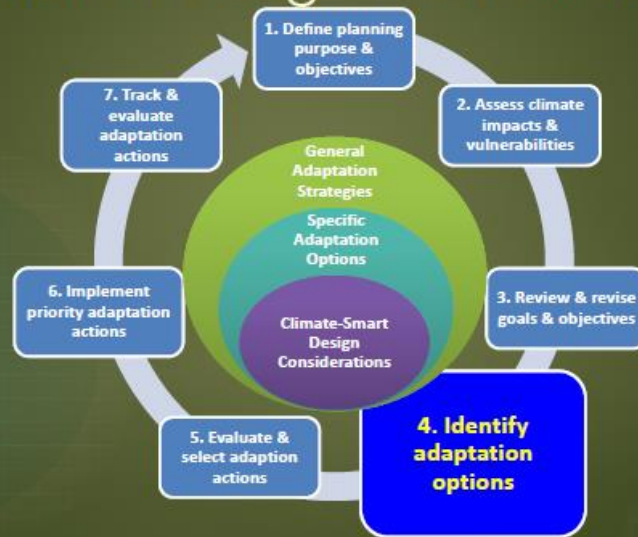 1. Define planning
purpose &
objectives
2. Assess climate
impacts &
vulnerabilities
3. Review & revise
goals & objectives
4. Identify
adaptation
options
5. Evaluate &
select adaption
actions
6. Implement
priority adaptation
actions
7. Track &
evaluate
adaptation
actions
General
Adaptation
Strategies
Specific
Adaptation
Options
Climate-Smart
Design
Considerations